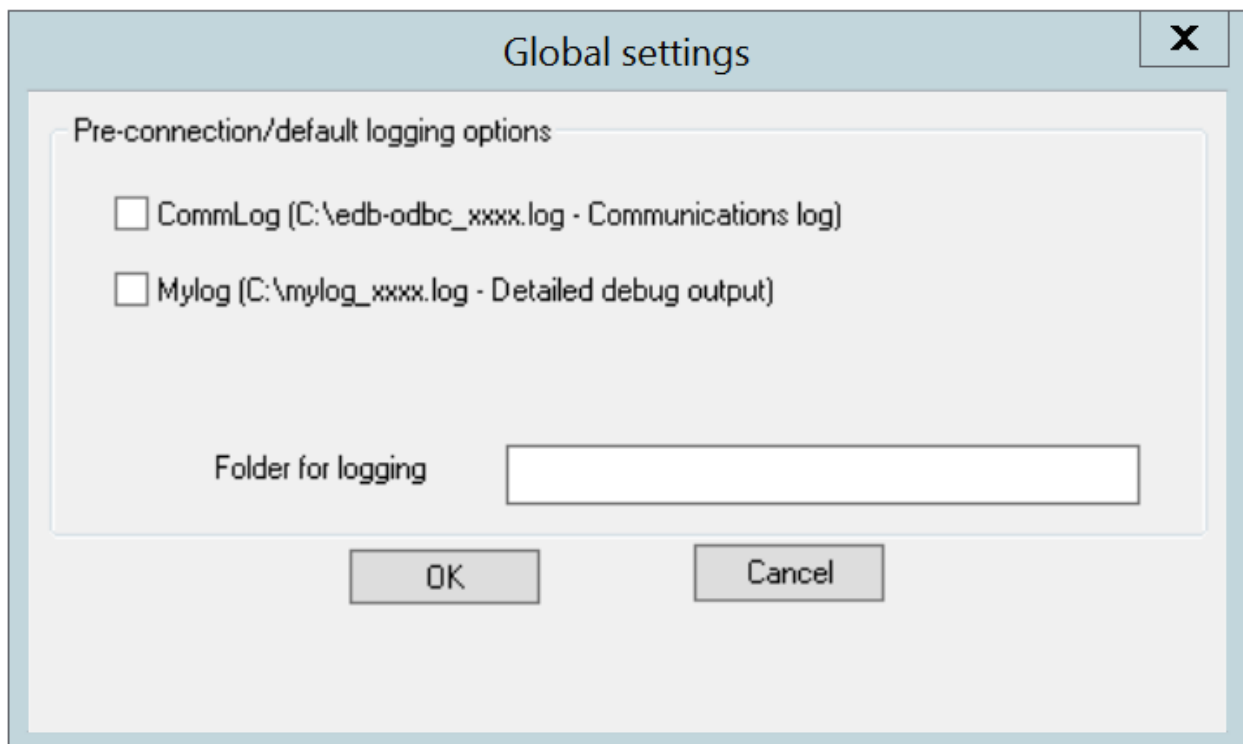 Global settings
X
Pre-connection/default logging options
CommLog (C:\edb-odbc_xxxx.log - Communications log)
Mylog (C:\mylog_xxxx.log - Detailed debug output)
Folder for logging
OK
Cancel